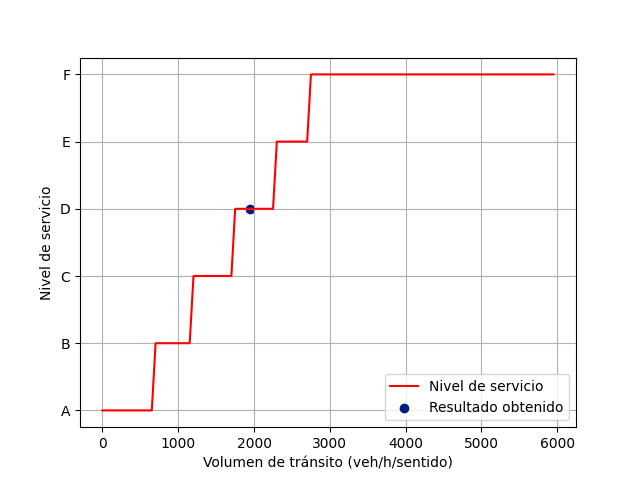 F
E
D
C
B
A
Nivel de servicio
Nivel de servicio
Resultado obtenido
0 1000 2000 3000 4000 5000 6000
Volumen de tránsito (veh/h/sentido)